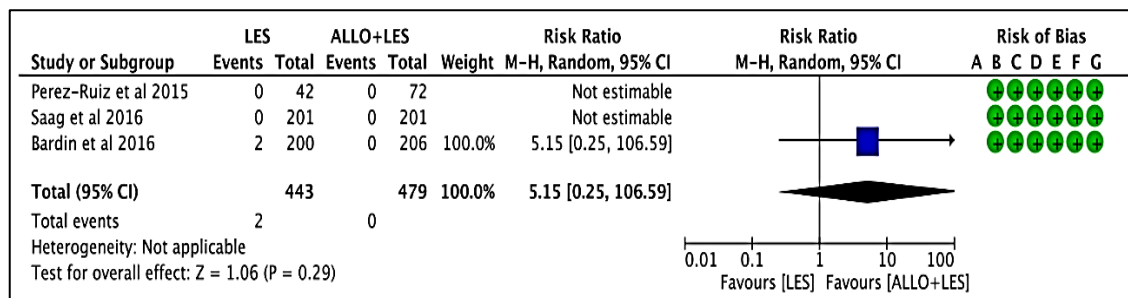 LES ALLO+LES Risk Ratio Risk Ratio Risk of Bias
Study or Subgroup Events Total Events Total Weight M-H, Random, 95% CI M-H, Random, 95% CI A B C D E F G
Perez-Ruiz et al 2015 0 42 0 72 Not estimable + + + + + +
Saag et al 2016 0 201 0 201 Not estimable + + + + + +
Bardin et al 2016 2 200 0 206 100.0% 5.15 [0.25, 106.59] + + + + + +
Total (95% CI) 443 479 100.0% 5.15 [0.25, 106.59]
Total events 2 0
Heterogeneity: Not applicable
Test for overall effect: Z = 1.06 (P = 0.29)
0.01 0.1 1 10 100
Favours [LES] Favours [ALLO+LES]